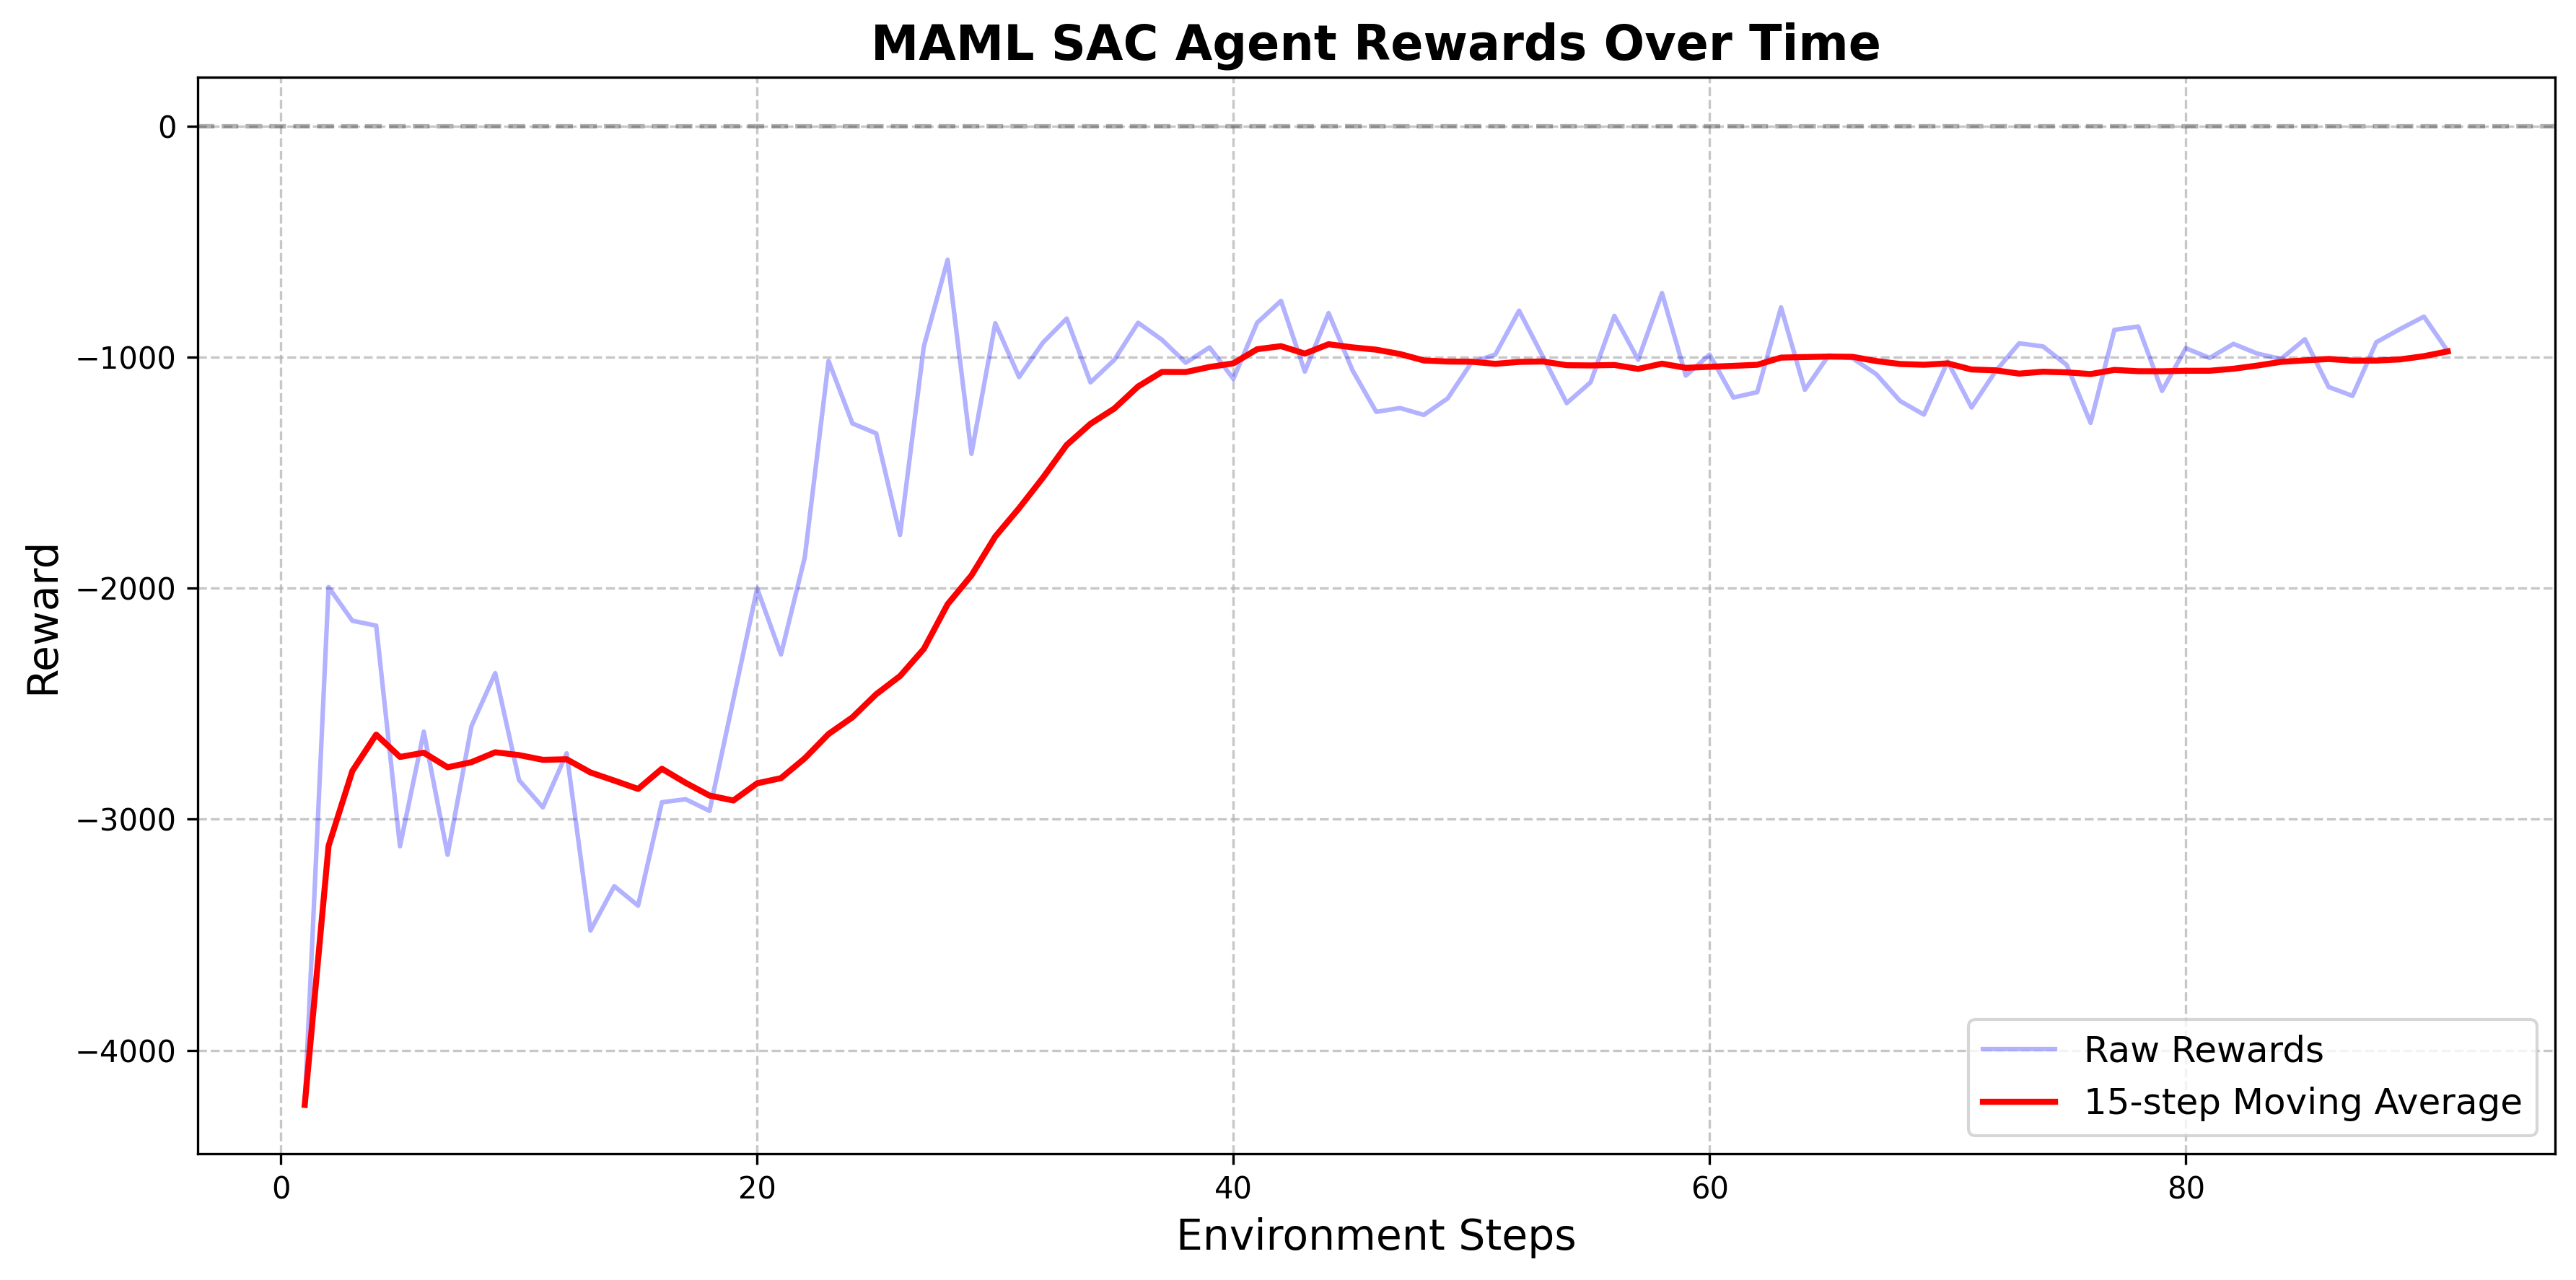 MAML SAC Agent Rewards Over Time
0
−1000
−2000
−3000
−4000
Reward
0 20 40 60 80
Environment Steps
Raw Rewards
15-step Moving Average